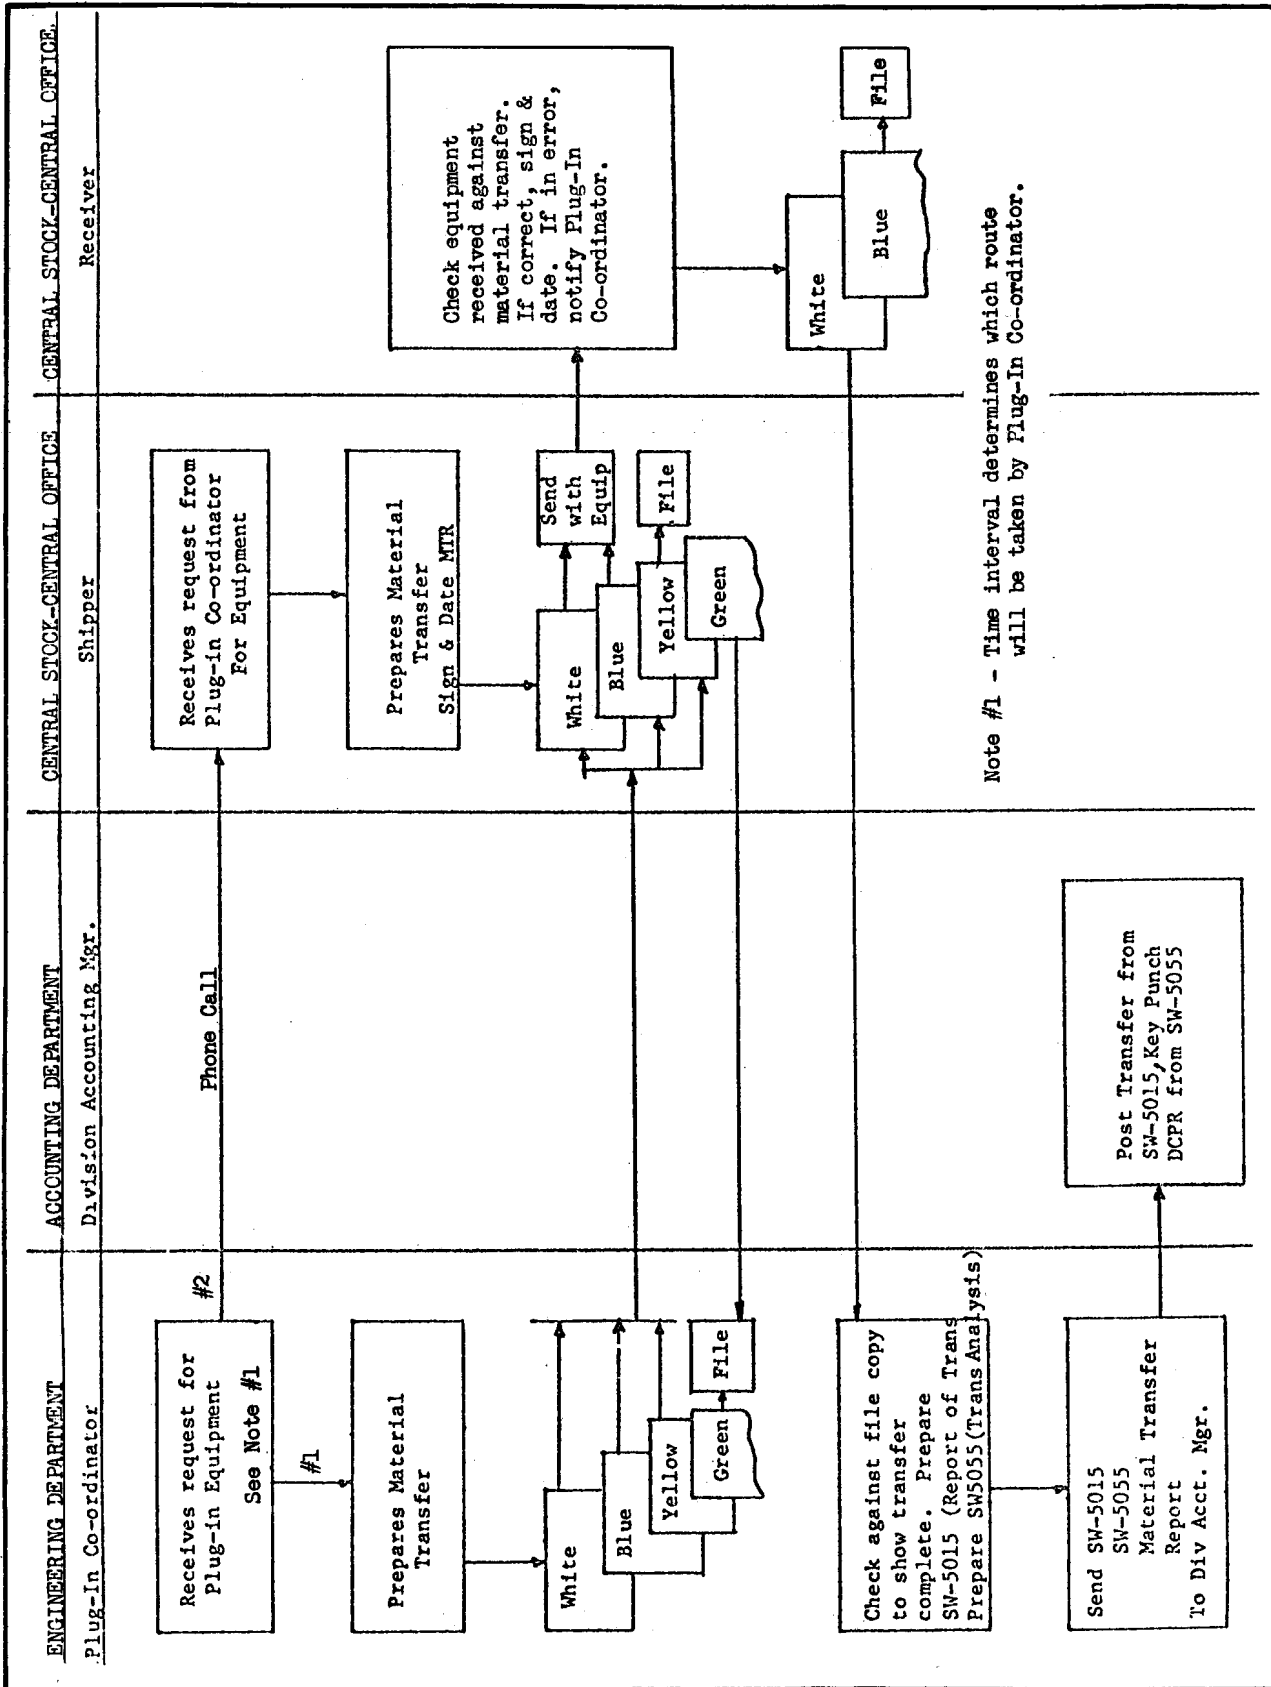 ENGINEERING DEPARTMENT
Plug-In Co-ordinator
Receives request for
Plug-in Equipment
See Note #1
#2
#1
Prepares Material
Transfer
White
Blue
Yellow
Green
File
Check against file copy
to show transfer
complete. Prepare
SW-5015 (Report of Trans
Prepare SW5055(Trans Analysis)
Send SW-5015
SW-5055
Material Transfer
Report
To Div Acct. Mgr.
ACCOUNTING DEPARTMENT
Division Accounting Mgr.
Phone Call
Post Transfer from
SW-5015,Key Punch
DCPR from SW-5055
CENTRAL STOCK-CENTRAL OFFICE
Shipper
Receives request from
Plug-in Co-ordinator
For Equipment
Prepares Material
Transfer
Sign & Date MTR
White
Blue
Yellow
Green
Send
with
Equip
File
CENTRAL STOCK-CENTRAL OFFICE
Receiver
Check equipment
received against
material transfer.
If correct, sign &
date. If in error,
notify Plug-In
Co-ordinator.
White
Blue
File
Note #1 - Time interval determines which route
will be taken by Plug-In Co-ordinator.